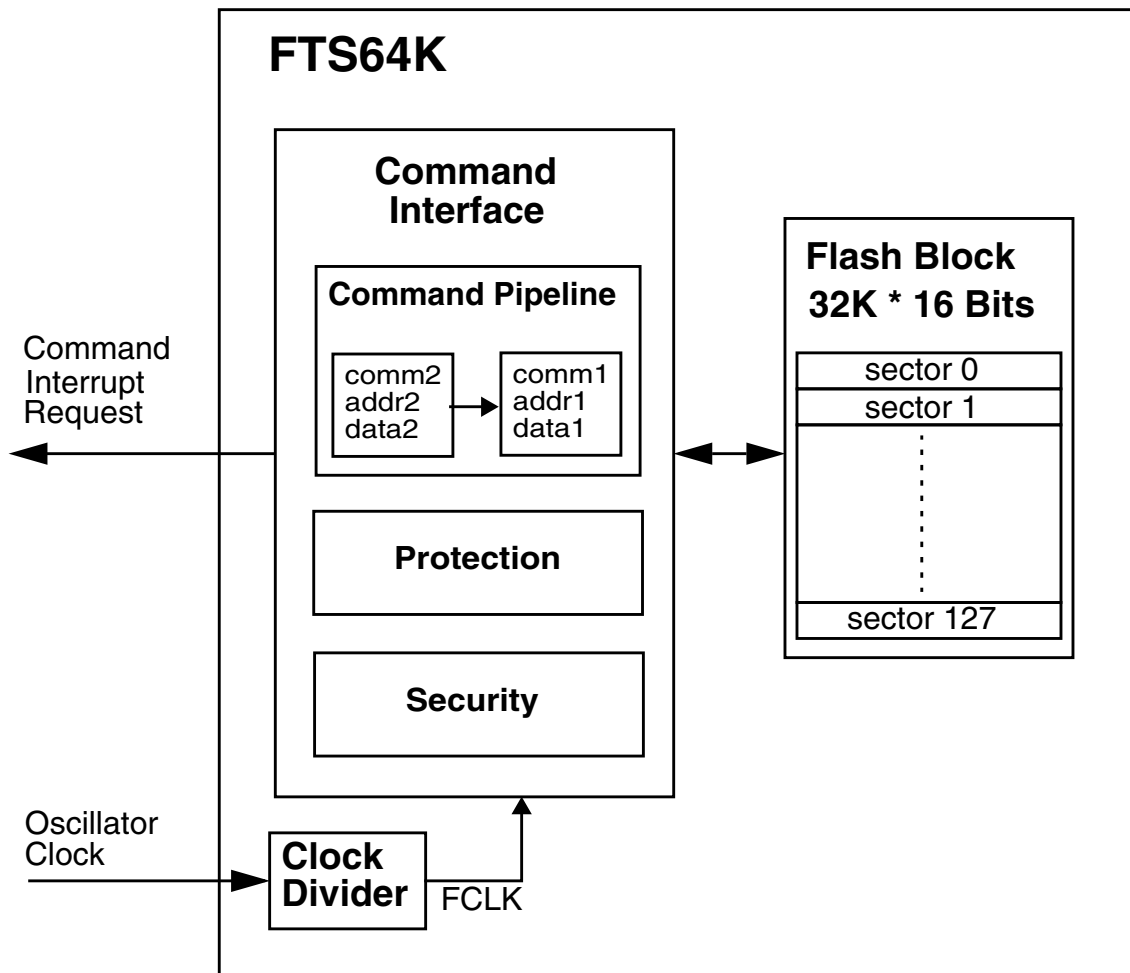 FTS64K
Command
Interface
Command Pipeline
comm2
addr2
data2
comm1
addr1
data1
Protection
Security
Flash Block
32K * 16 Bits
sector 0
sector 1
sector 127
Command
Interrupt
Request
Oscillator
Clock
Clock
Divider
FCLK